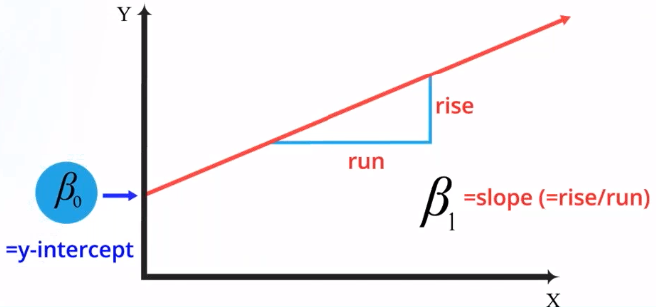 Y
rise
run
β₀
β₁ =slope (=rise/run)
=y-intercept
X